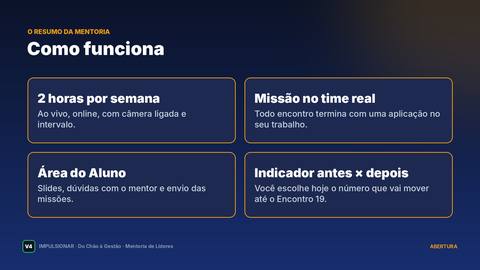 O RESUMO DA MENTORIA
Como funciona
2 horas por semana
Ao vivo, online, com câmera ligada e
intervalo.
Missão no time real
Todo encontro termina com uma aplicação no
seu trabalho.
Área do Aluno
Slides, dúvidas com o mentor e envio das
missões.
Indicador antes × depois
Você escolhe hoje o número que vai mover
até o Encontro 19.
V4
IMPULSIONAR · Do Chão à Gestão · Mentoria de Líderes
ABERTURA